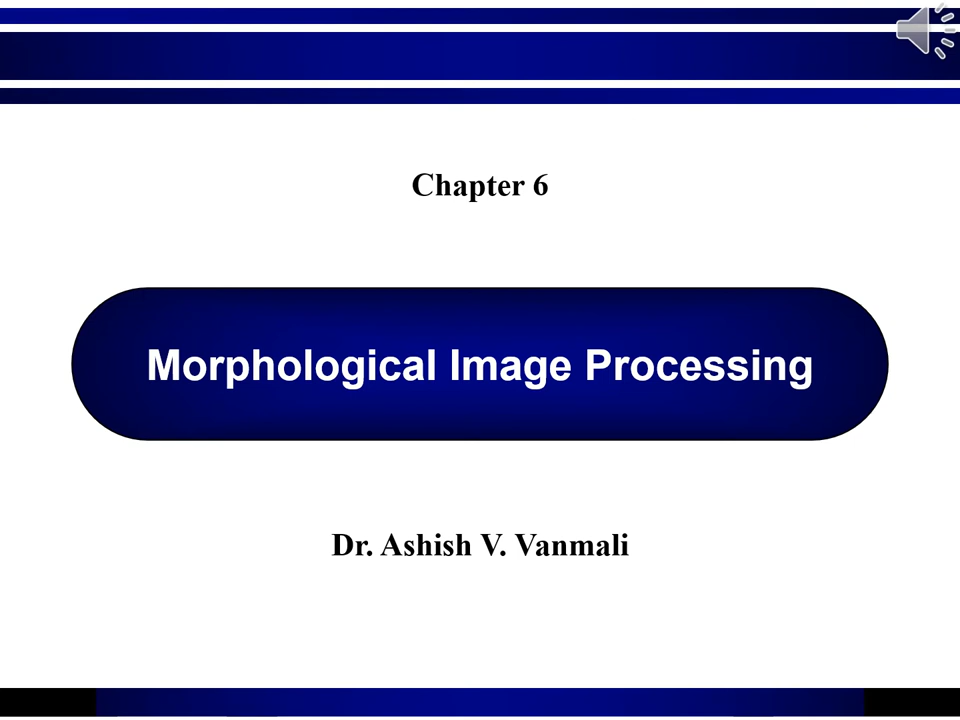 Chapter 6
Morphological Image Processing
Dr. Ashish V. Vanmali